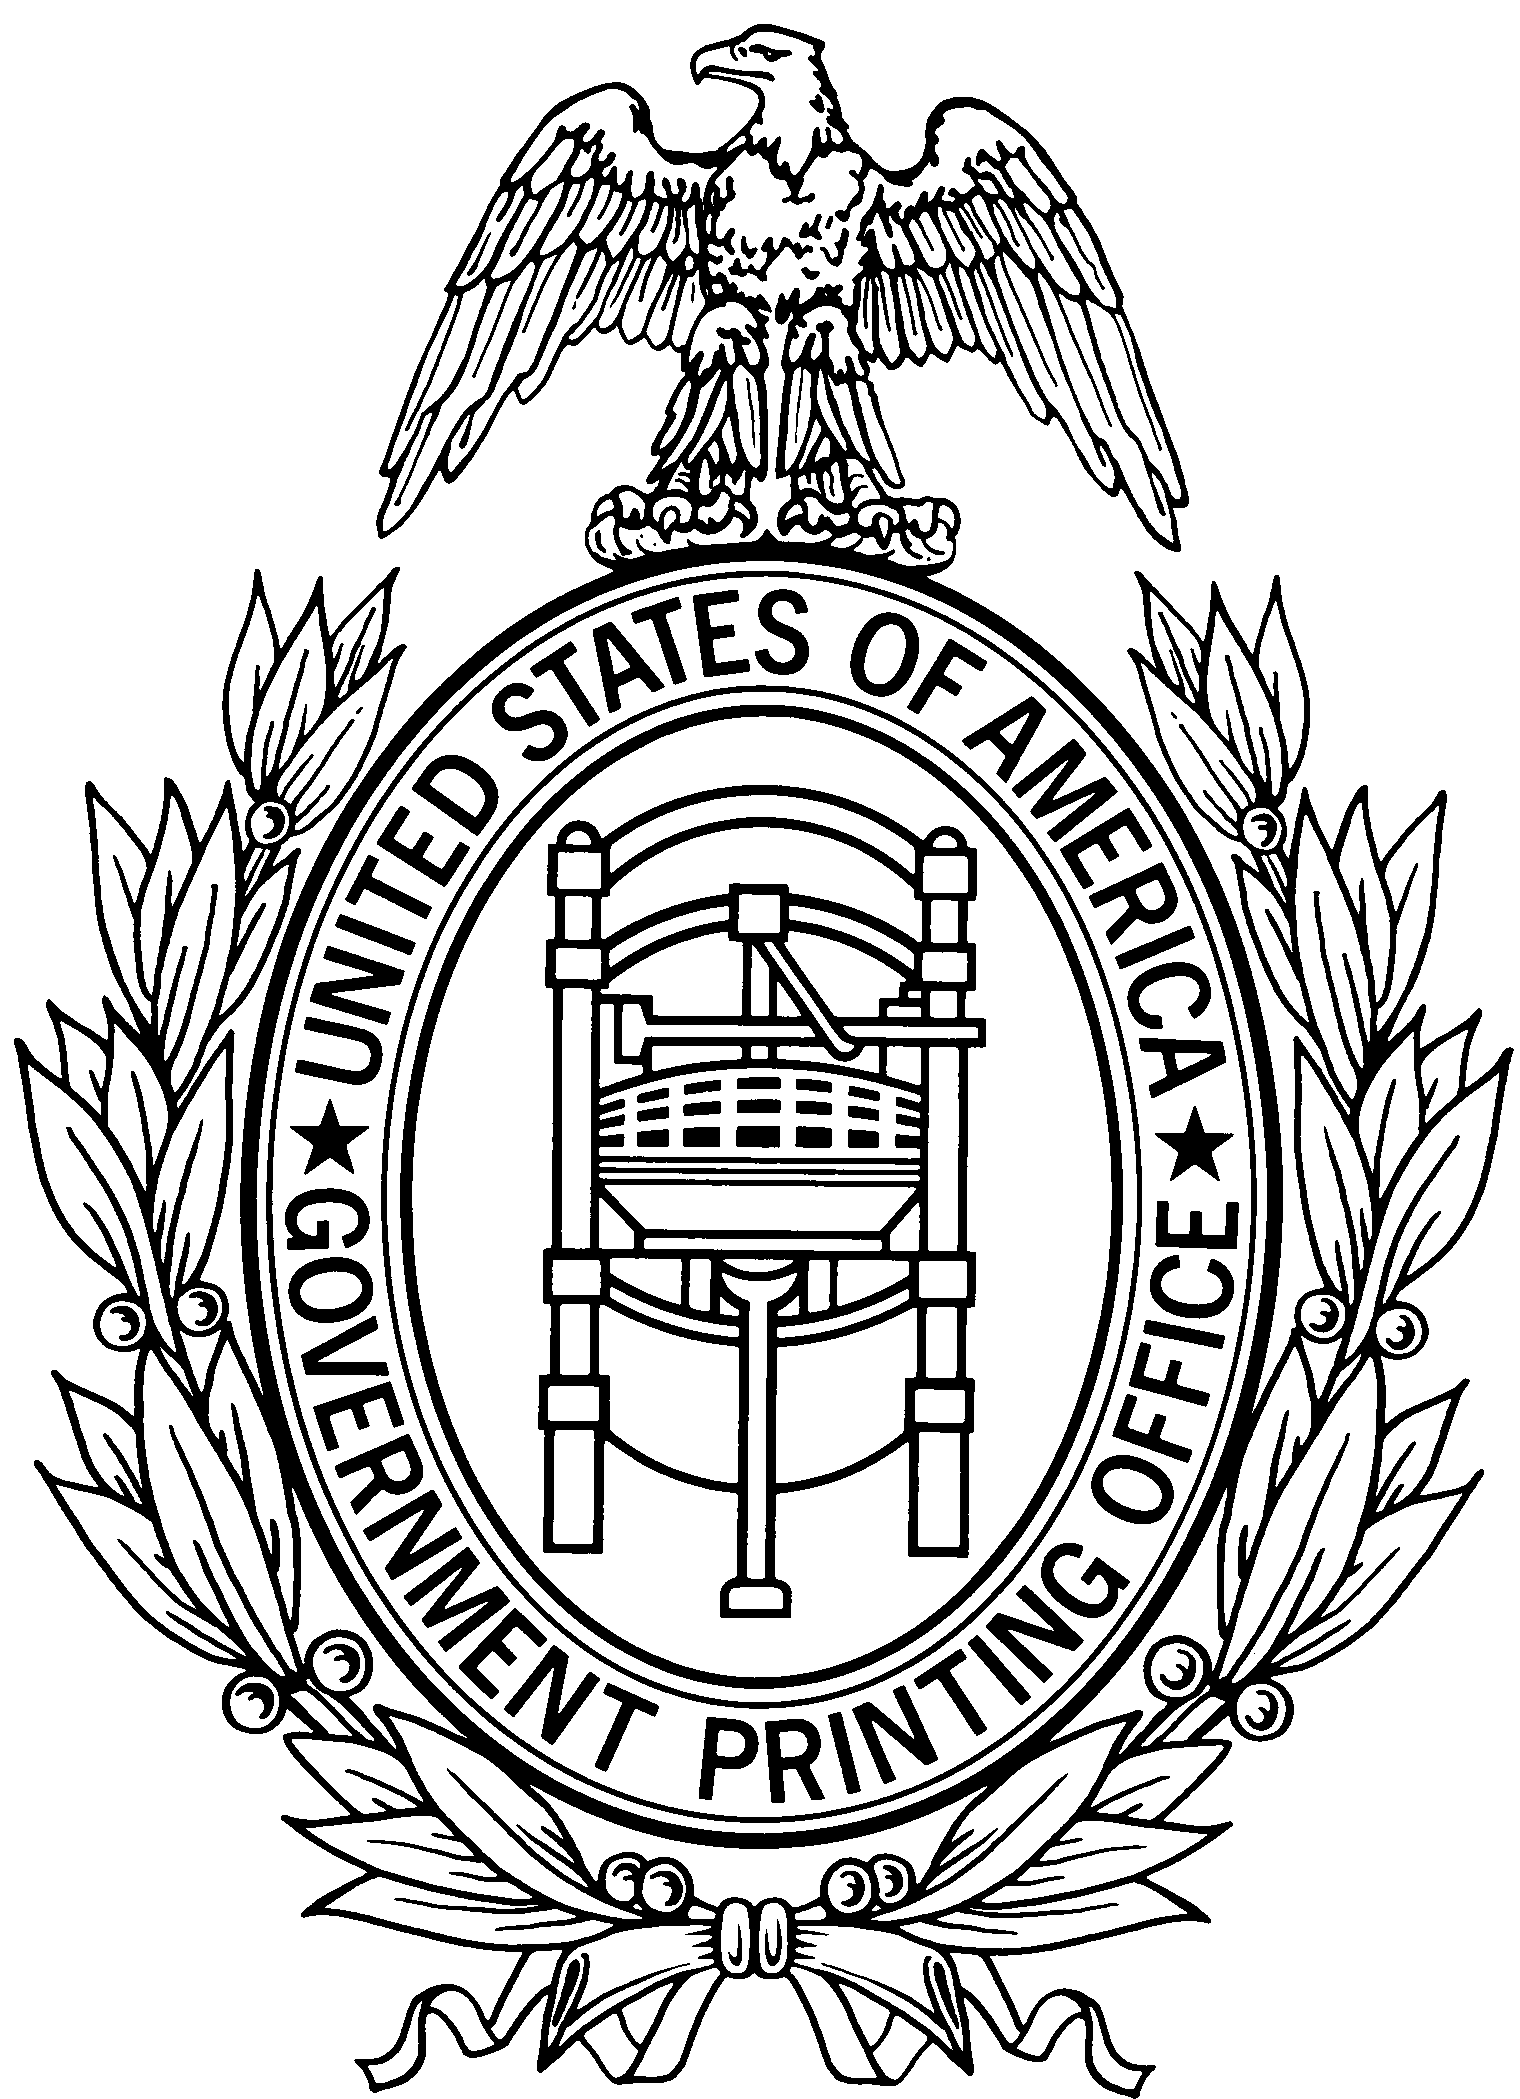 UNITED STATES OF AMERICA
★ GOVERNMENT PRINTING OFFICE ★